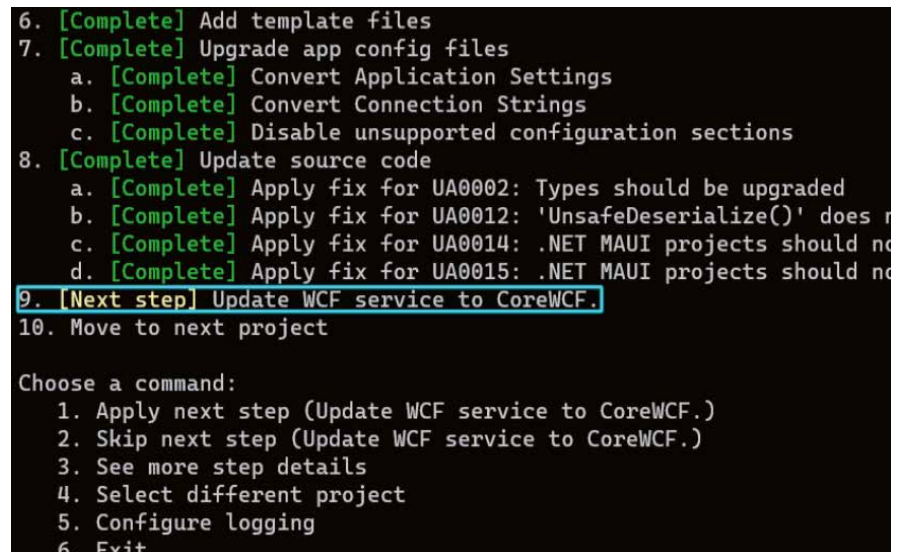 6. [Complete] Add template files
7. [Complete] Upgrade app config files
a. [Complete] Convert Application Settings
b. [Complete] Convert Connection Strings
c. [Complete] Disable unsupported configuration sections
8. [Complete] Update source code
a. [Complete] Apply fix for UA0002: Types should be upgraded
b. [Complete] Apply fix for UA0012: 'UnsafeDeserialize()' does
c. [Complete] Apply fix for UA0014: .NET MAUI projects should
d. [Complete] Apply fix for UA0015: .NET MAUI projects should
9. [Next step] Update WCF service to CoreWCF.
10. Move to next project
Choose a command:
1. Apply next step (Update WCF service to CoreWCF.)
2. Skip next step (Update WCF service to CoreWCF.)
3. See more step details
4. Select different project
5. Configure logging
6. Exit